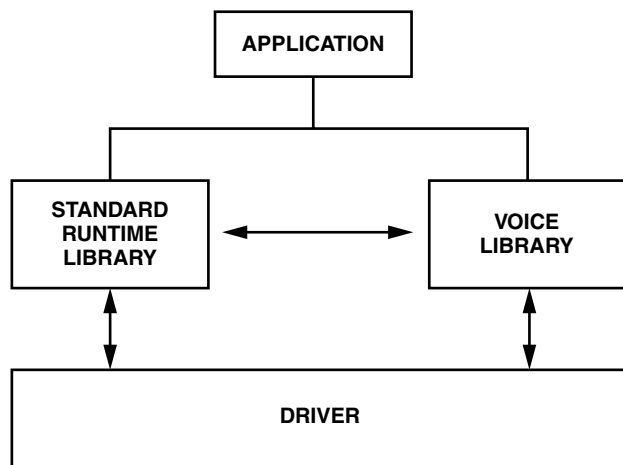 APPLICATION
STANDARD
RUNTIME
LIBRARY
VOICE
LIBRARY
DRIVER